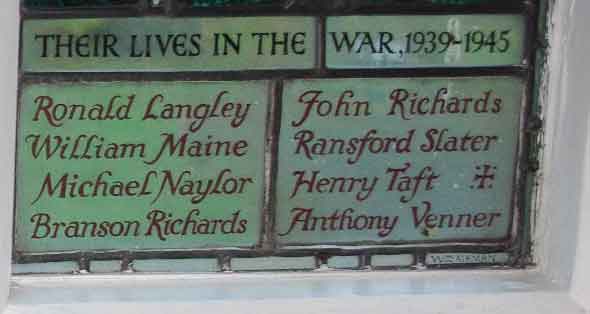 THEIR LIVES IN THE WAR, 1939-1945
Ronald Langley
William Maine
Michael Naylor
Branson Richards
John Richards
Ransford Slater
Henry Taft ✠
Anthony Venner